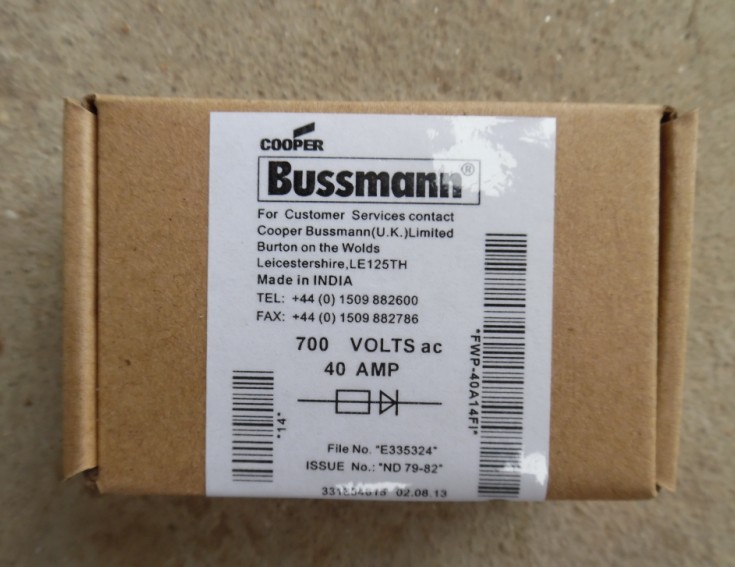 COOPER
Bussmann®
For Customer Services contact
Cooper Bussmann(U.K.)Limited
Burton on the Wolds
Leicestershire,LE125TH
Made in INDIA
TEL: +44 (0) 1509 882600
FAX: +44 (0) 1509 882786
700 VOLTS ac
40 AMP
*FWP-40A14FI*
*14*
File No. "E335324"
ISSUE No.: "ND 79-82"
02.08.13